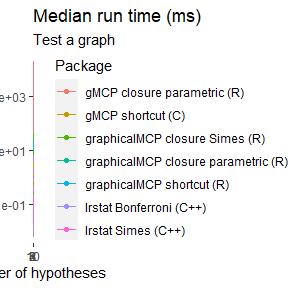 Median run time (ms)
Test a graph
Package
gMCP closure parametric (R)
gMCP shortcut (C)
graphicalMCP closure Simes (R)
graphicalMCP closure parametric (R)
graphicalMCP shortcut (R)
lrstat Bonferroni (C++)
lrstat Simes (C++)
e+03
e+01
e-01
er of hypotheses